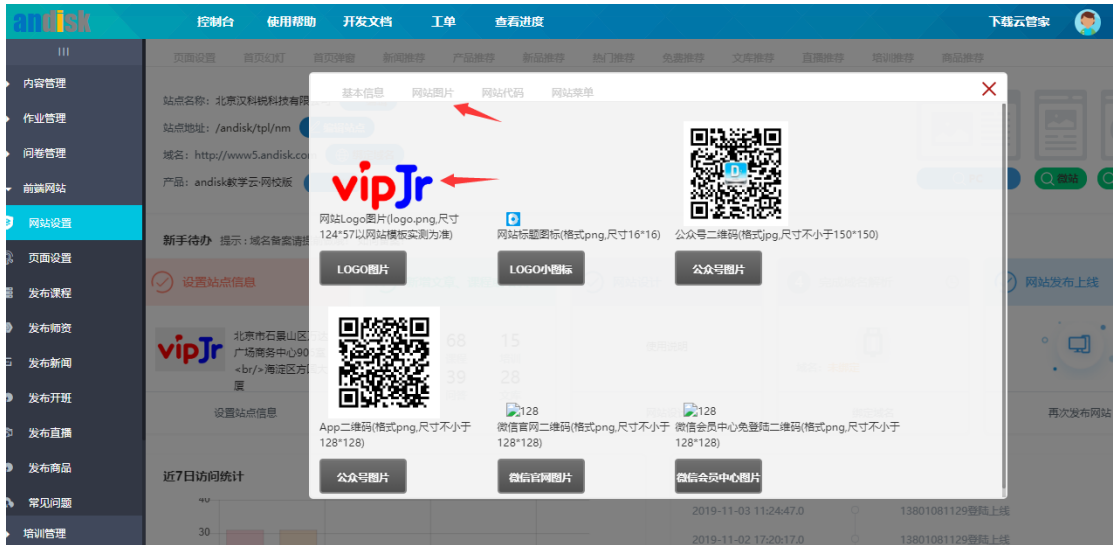 andisk
控制台 使用帮助 开发文档 工单 查看进度 下载云管家
页面设置 首页幻灯 首页弹窗 新闻推荐 产品推荐 新品推荐 热门推荐 免费推荐 文库推荐 直播推荐 培训推荐 商品推荐
内容管理
作业管理
问卷管理
前端网站
网站设置
页面设置
发布课程
发布师资
发布新闻
发布开班
发布直播
发布商品
常见问题
培训管理
站点名称: 北京汉科锐科技有限
站点地址: /andisk/tpl/nm
域名: http://www5.andisk.com
产品: andisk教学云-网校版
微站
新手待办 提示:域名备案请提
设置站点信息
网站发布上线
vipJr
北京市石景山区
广场商务中心90
<br/>海淀区方
厦
设置站点信息
再次发布网站
近7日访问统计
40
30
基本信息 网站图片 网站代码 网站菜单
vipJr
网站Logo图片(logo.png,尺寸
124*57以网站模板实测为准)
LOGO图片
网站标题图标(格式png,尺寸16*16)
LOGO小图标
公众号二维码(格式jpg,尺寸不小于150*150)
公众号图片
App二维码(格式png,尺寸不小于
128*128)
公众号图片
128
微信官网二维码(格式png,尺寸不小于
128*128)
微信官网图片
128
微信会员中心免登陆二维码(格式png,尺寸不小于
128*128)
微信会员中心图片
68 15
39 28
2019-11-03 11:24:47.0 13801081129登陆上线
2019-11-02 17:20:17.0 13801081129登陆上线